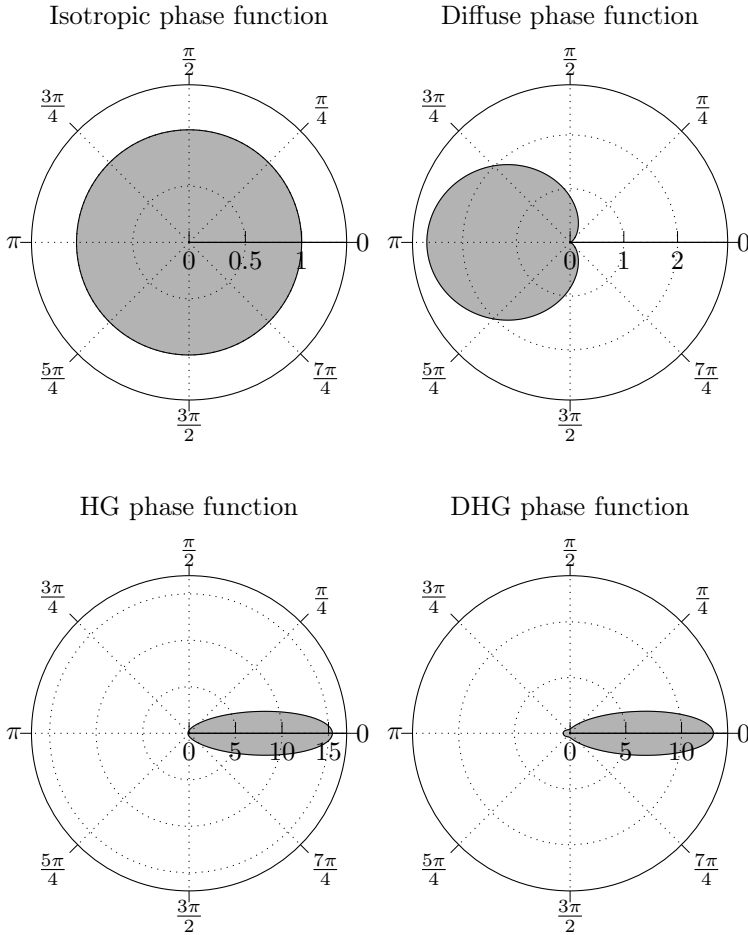 Isotropic phase function
π/2
3π/4 π/4
π 0
0 0.5 1
5π/4 7π/4
3π/2
Diffuse phase function
π/2
3π/4 π/4
π 0
0 1 2
5π/4 7π/4
3π/2
HG phase function
π/2
3π/4 π/4
π 0
0 5 10 15
5π/4 7π/4
3π/2
DHG phase function
π/2
3π/4 π/4
π 0
0 5 10
5π/4 7π/4
3π/2